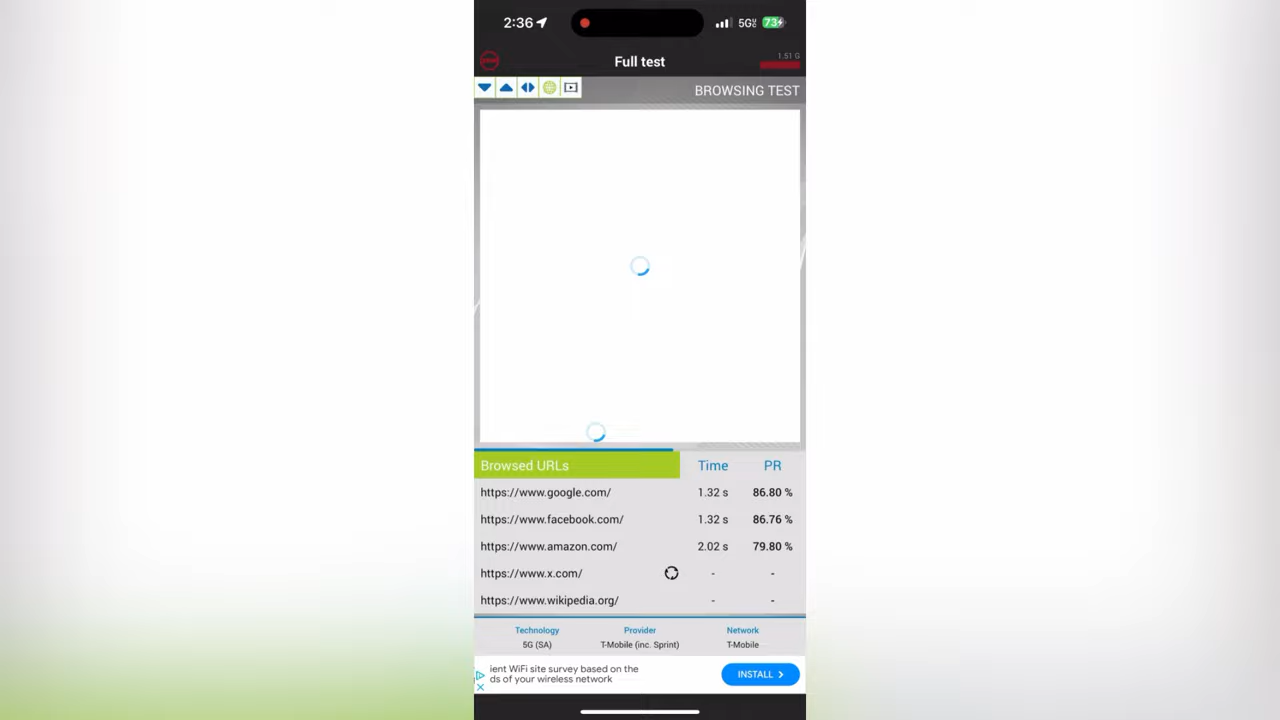 2:36
5G
73
Full test
1.51 G
BROWSING TEST
Browsed URLs Time PR
https://www.google.com/ 1.32 s 86.80 %
https://www.facebook.com/ 1.32 s 86.76 %
https://www.amazon.com/ 2.02 s 79.80 %
https://www.x.com/ - -
https://www.wikipedia.org/ - -
Technology Provider Network
5G (SA) T-Mobile (inc. Sprint) T-Mobile
ient WiFi site survey based on the
ds of your wireless network
INSTALL